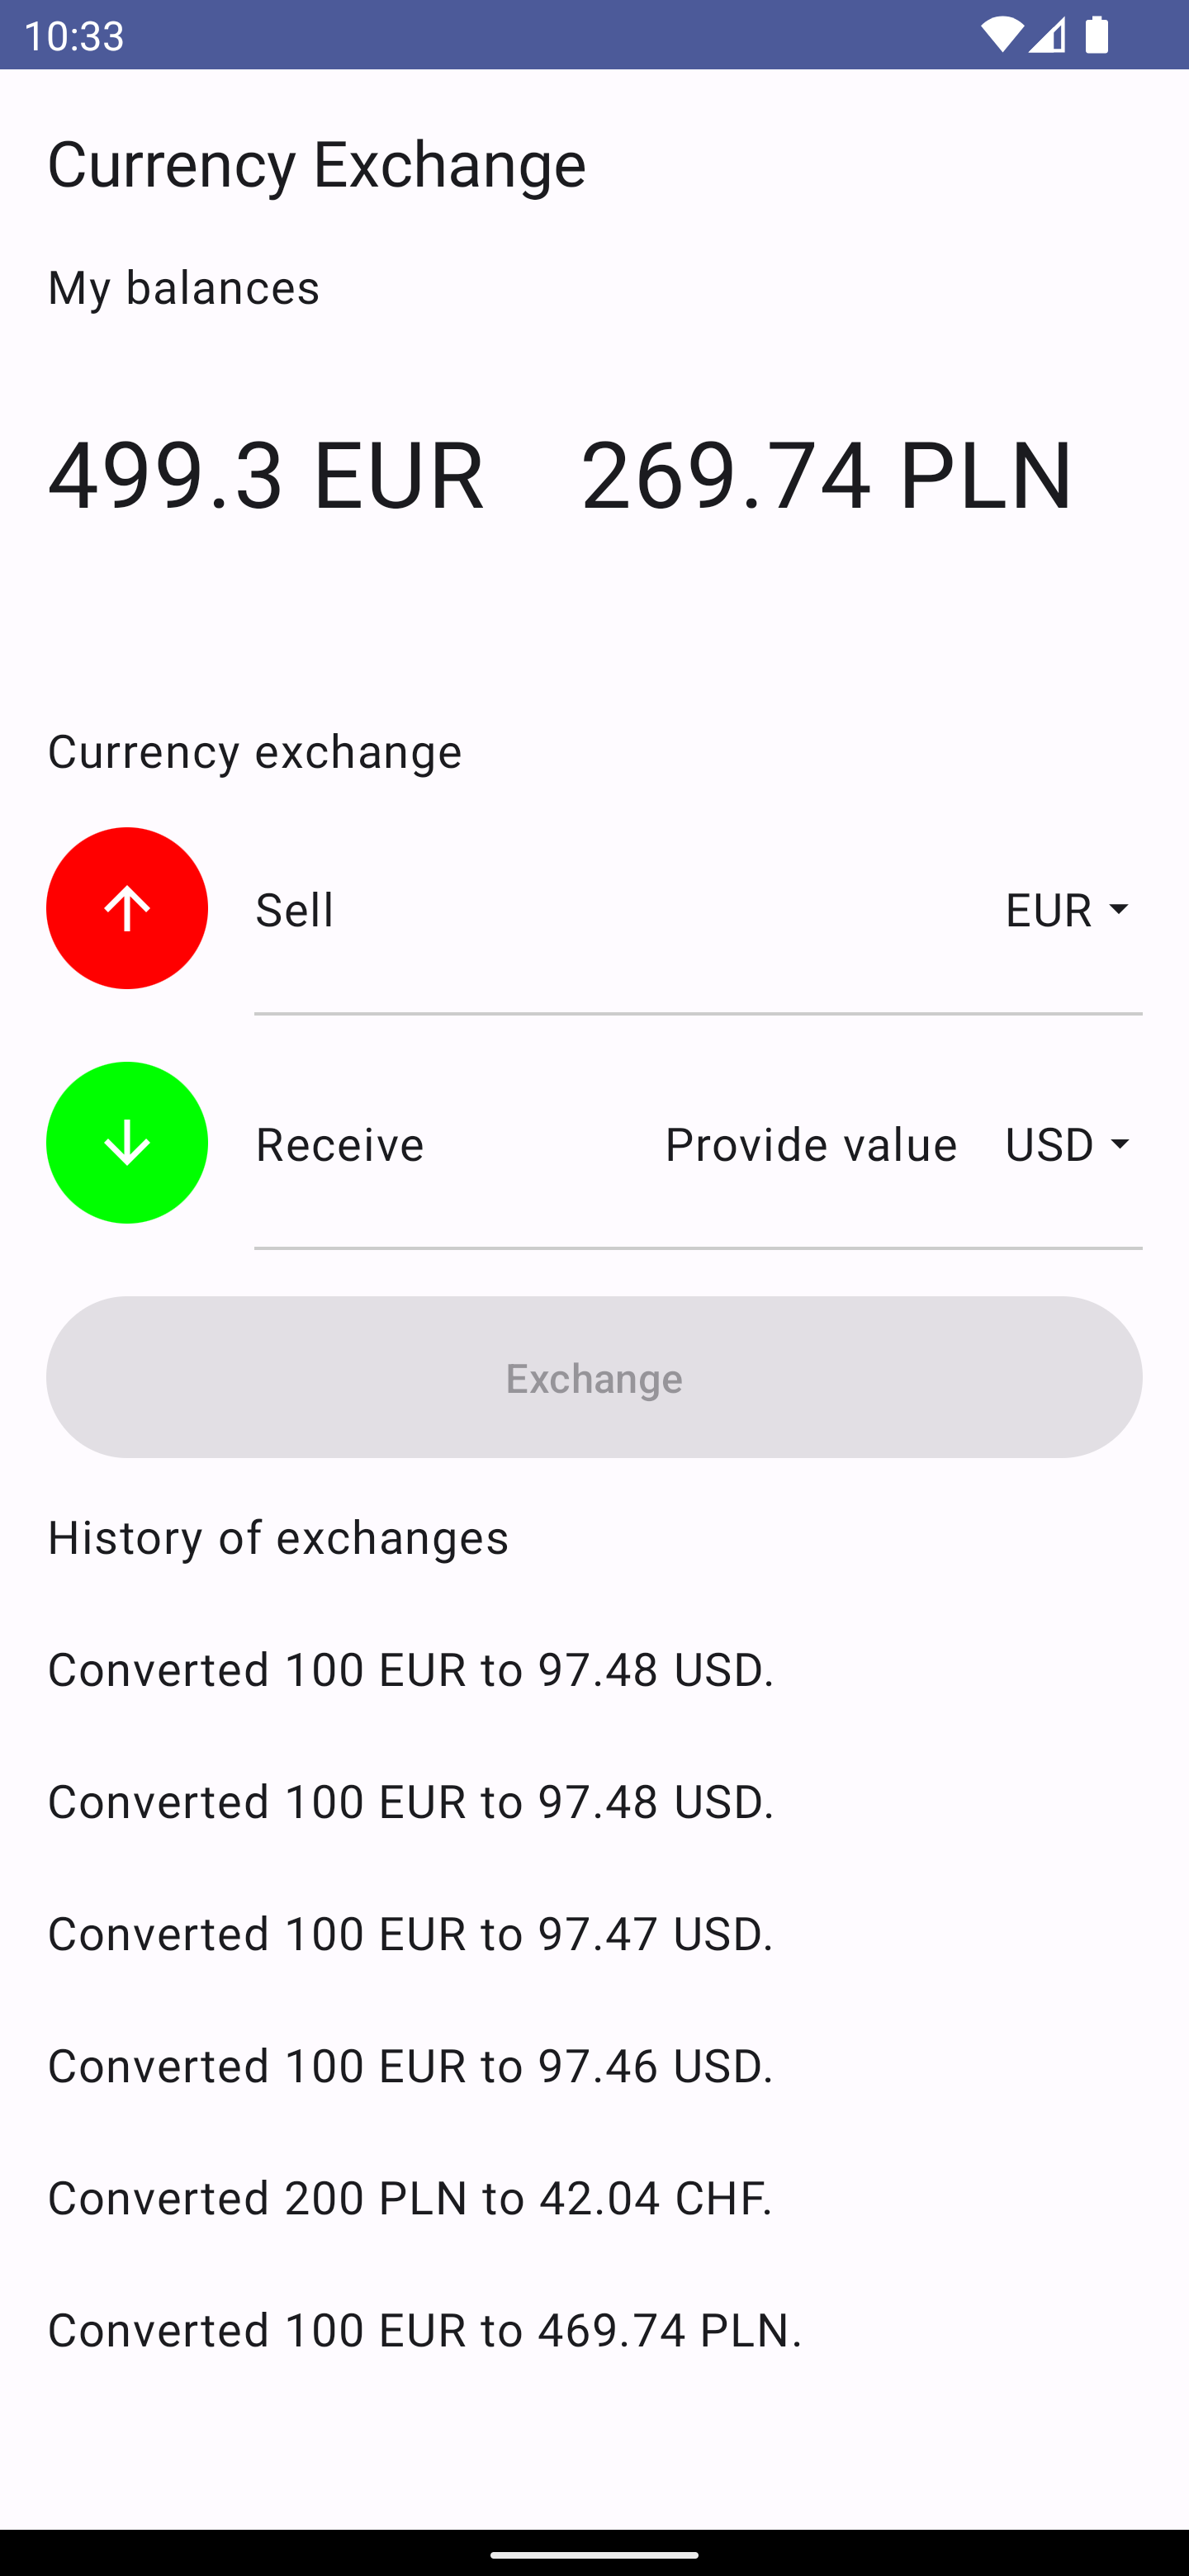 10:33
Currency Exchange
My balances
499.3 EUR 269.74 PLN
Currency exchange
Sell EUR
Receive Provide value USD
Exchange
History of exchanges
Converted 100 EUR to 97.48 USD.
Converted 100 EUR to 97.48 USD.
Converted 100 EUR to 97.47 USD.
Converted 100 EUR to 97.46 USD.
Converted 200 PLN to 42.04 CHF.
Converted 100 EUR to 469.74 PLN.